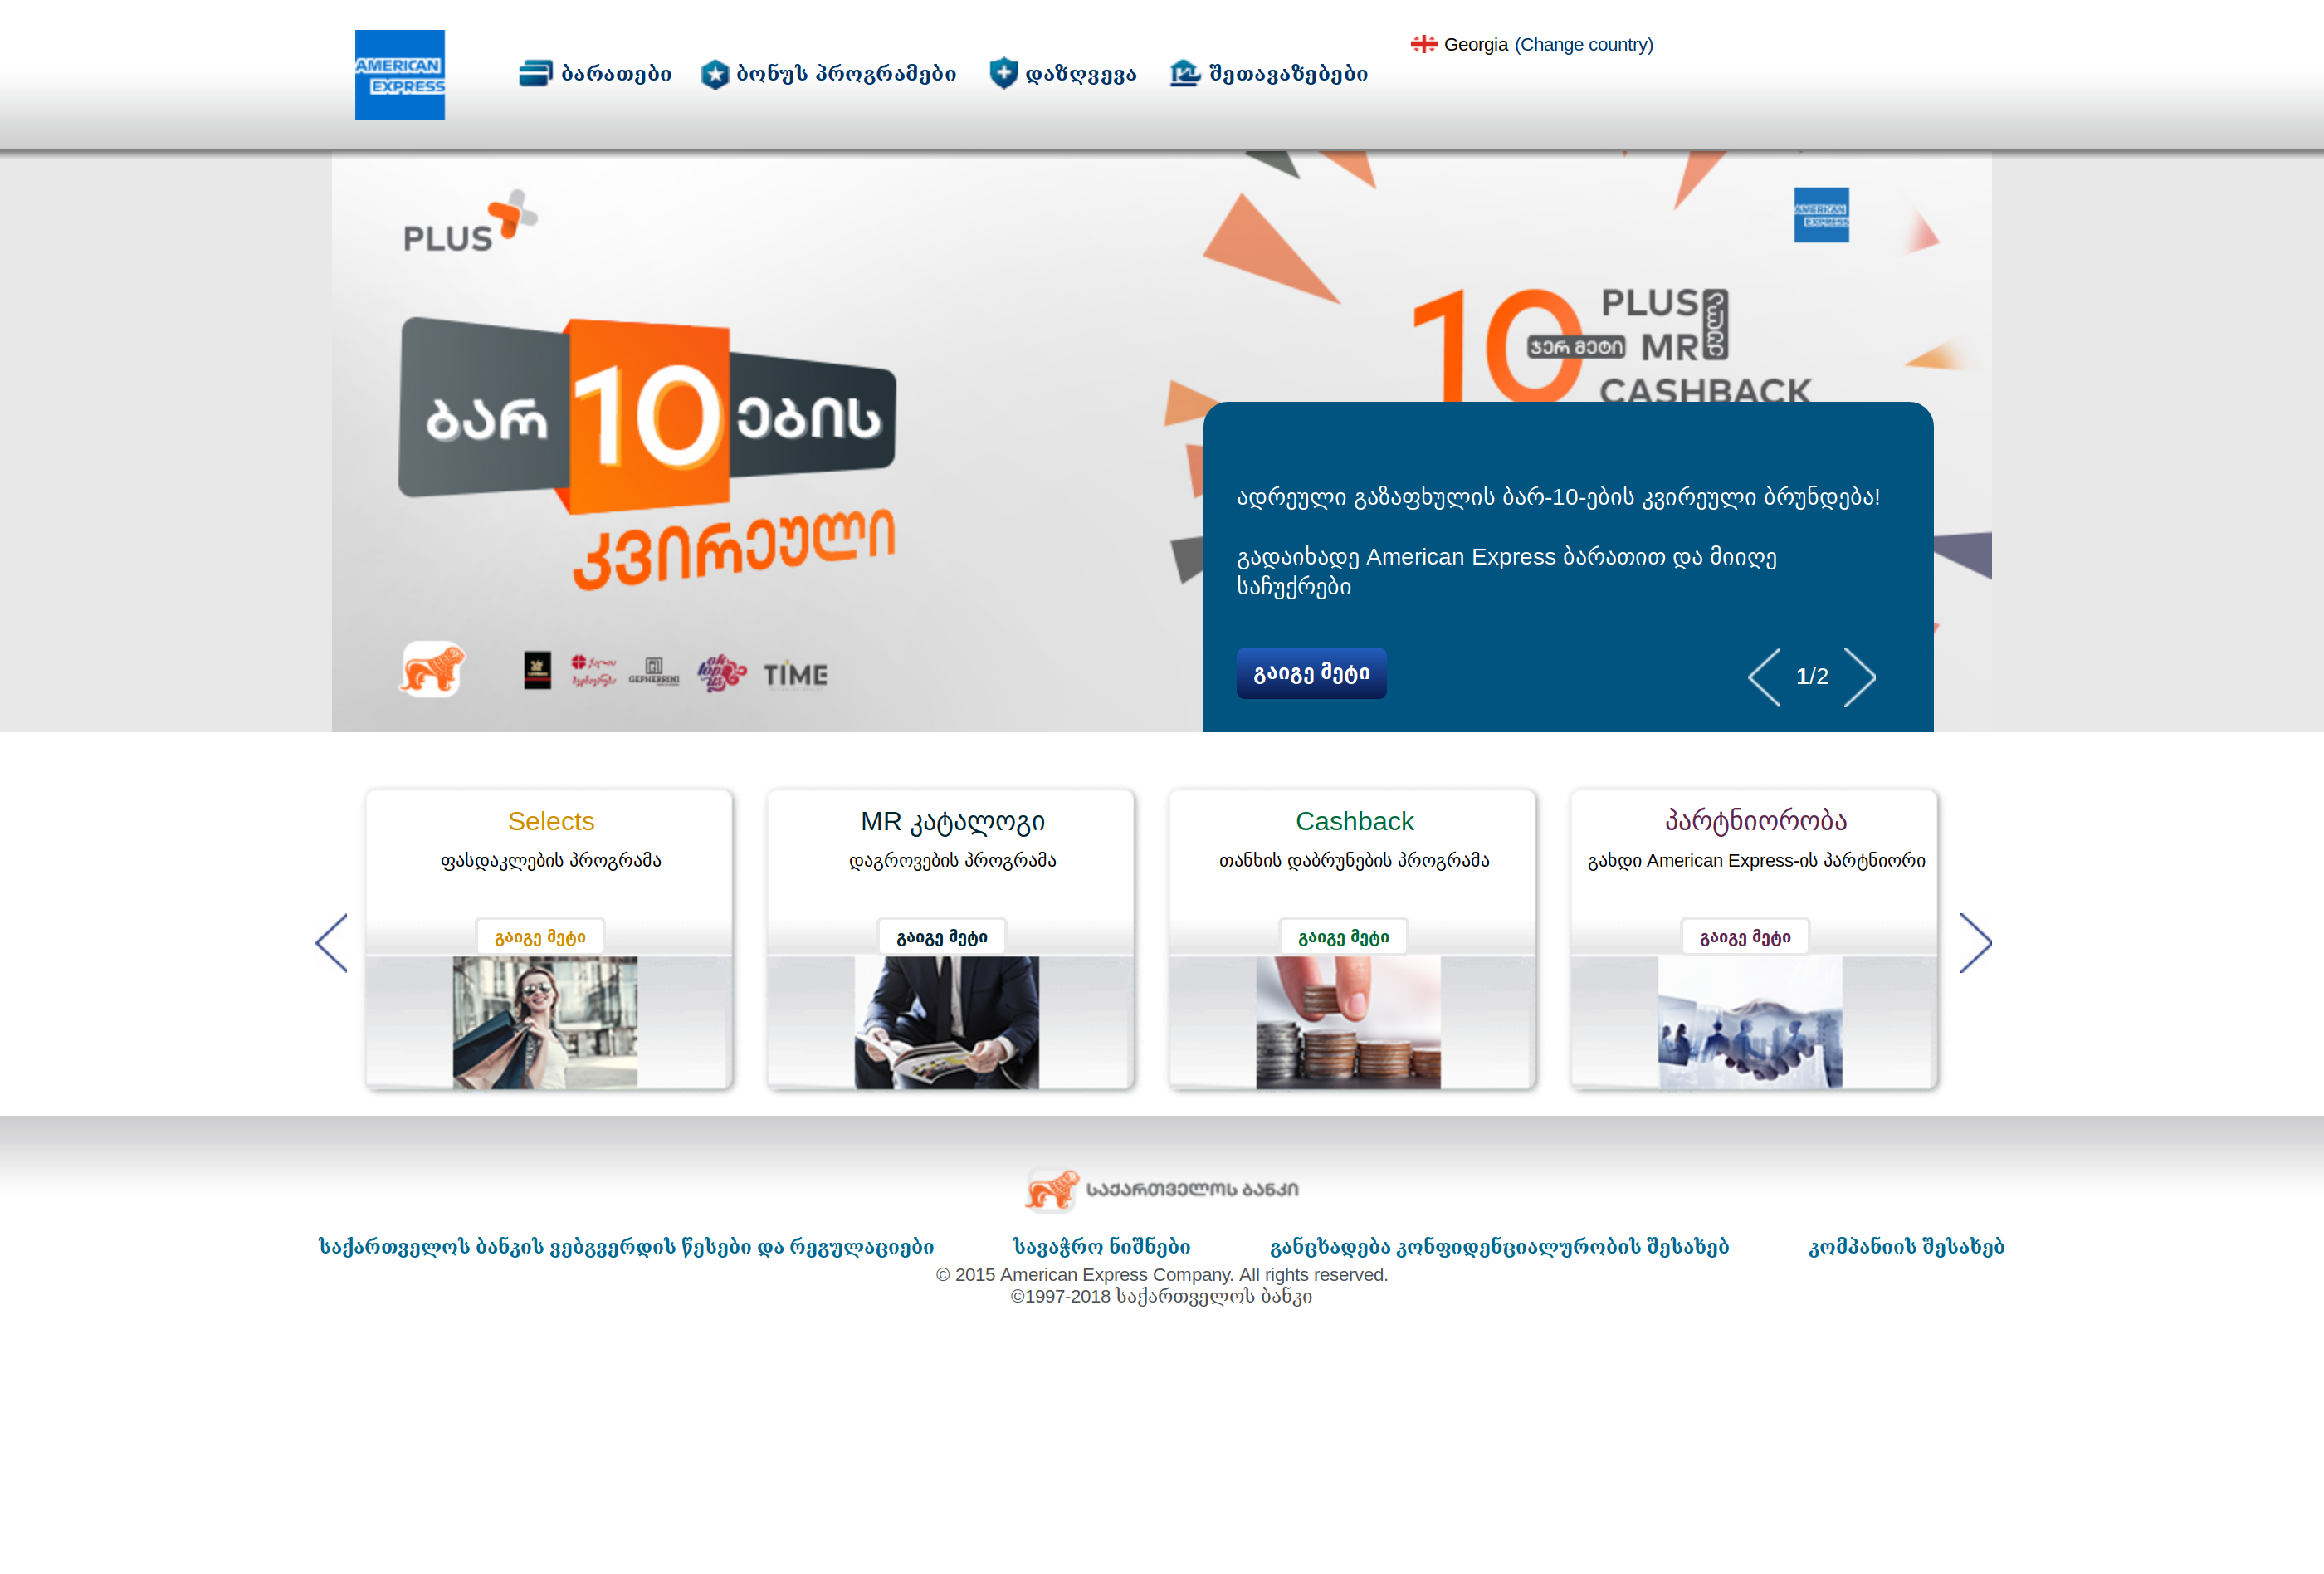 AMERICAN
EXPRESS
ბარათები
ბონუს პროგრამები
დაზღვევა
შეთავაზებები
Georgia (Change country)
PLUS
AMERICAN
EXPRESS
ბარ 10 ების
კვირეული
10 ჯერ მეტი
PLUS
MR
ქულა
CASHBACK
GEPHERRINI
TIME
ადრეული გაზაფხულის ბარ-10-ების კვირეული ბრუნდება!
გადაიხადე American Express ბარათით და მიიღე
საჩუქრები
გაიგე მეტი
1/2
Selects
ფასდაკლების პროგრამა
გაიგე მეტი
MR კატალოგი
დაგროვების პროგრამა
გაიგე მეტი
Cashback
თანხის დაბრუნების პროგრამა
გაიგე მეტი
პარტნიორობა
გახდი American Express-ის პარტნიორი
გაიგე მეტი
საქართველოს ბანკი
საქართველოს ბანკის ვებგვერდის წესები და რეგულაციები
სავაჭრო ნიშნები
განცხადება კონფიდენციალურობის შესახებ
კომპანიის შესახებ
© 2015 American Express Company. All rights reserved.
©1997-2018 საქართველოს ბანკი